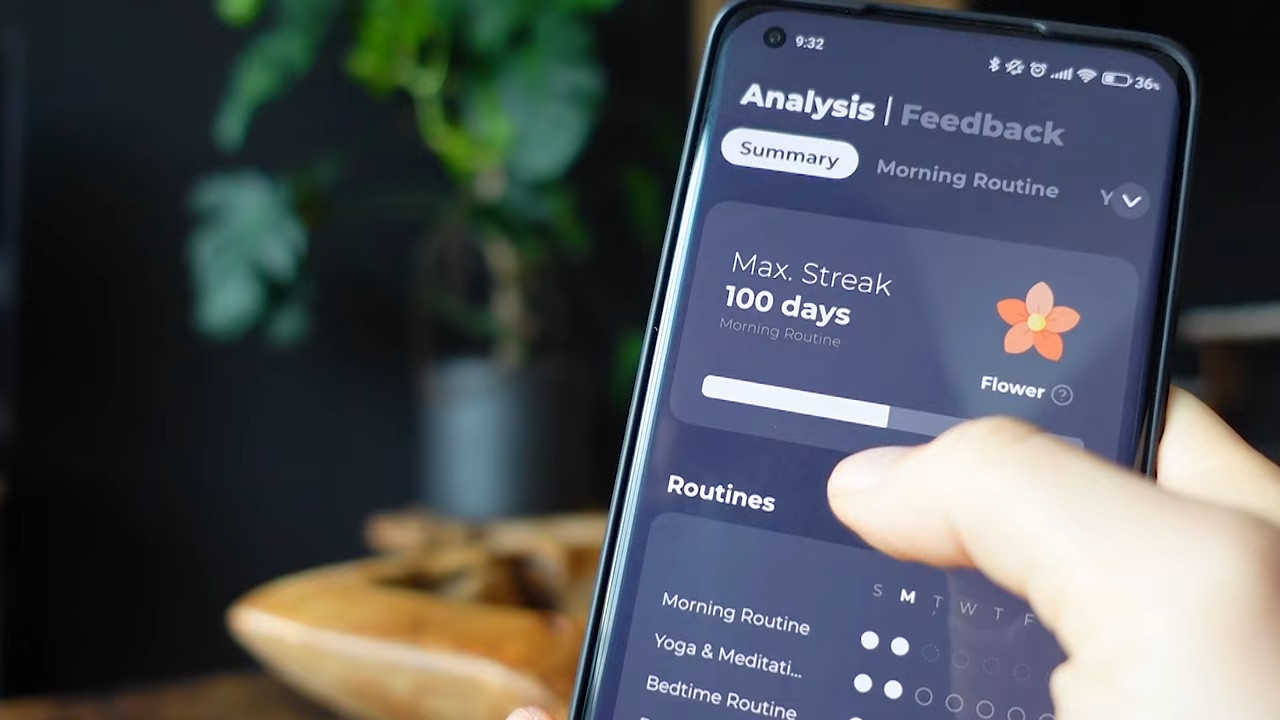 9:32
36%
Analysis | Feedback
Summary
Morning Routine
Y
Max. Streak
100 days
Morning Routine
Flower ?
Routines
S M T W T F
Morning Routine
Yoga & Meditati...
Bedtime Routine